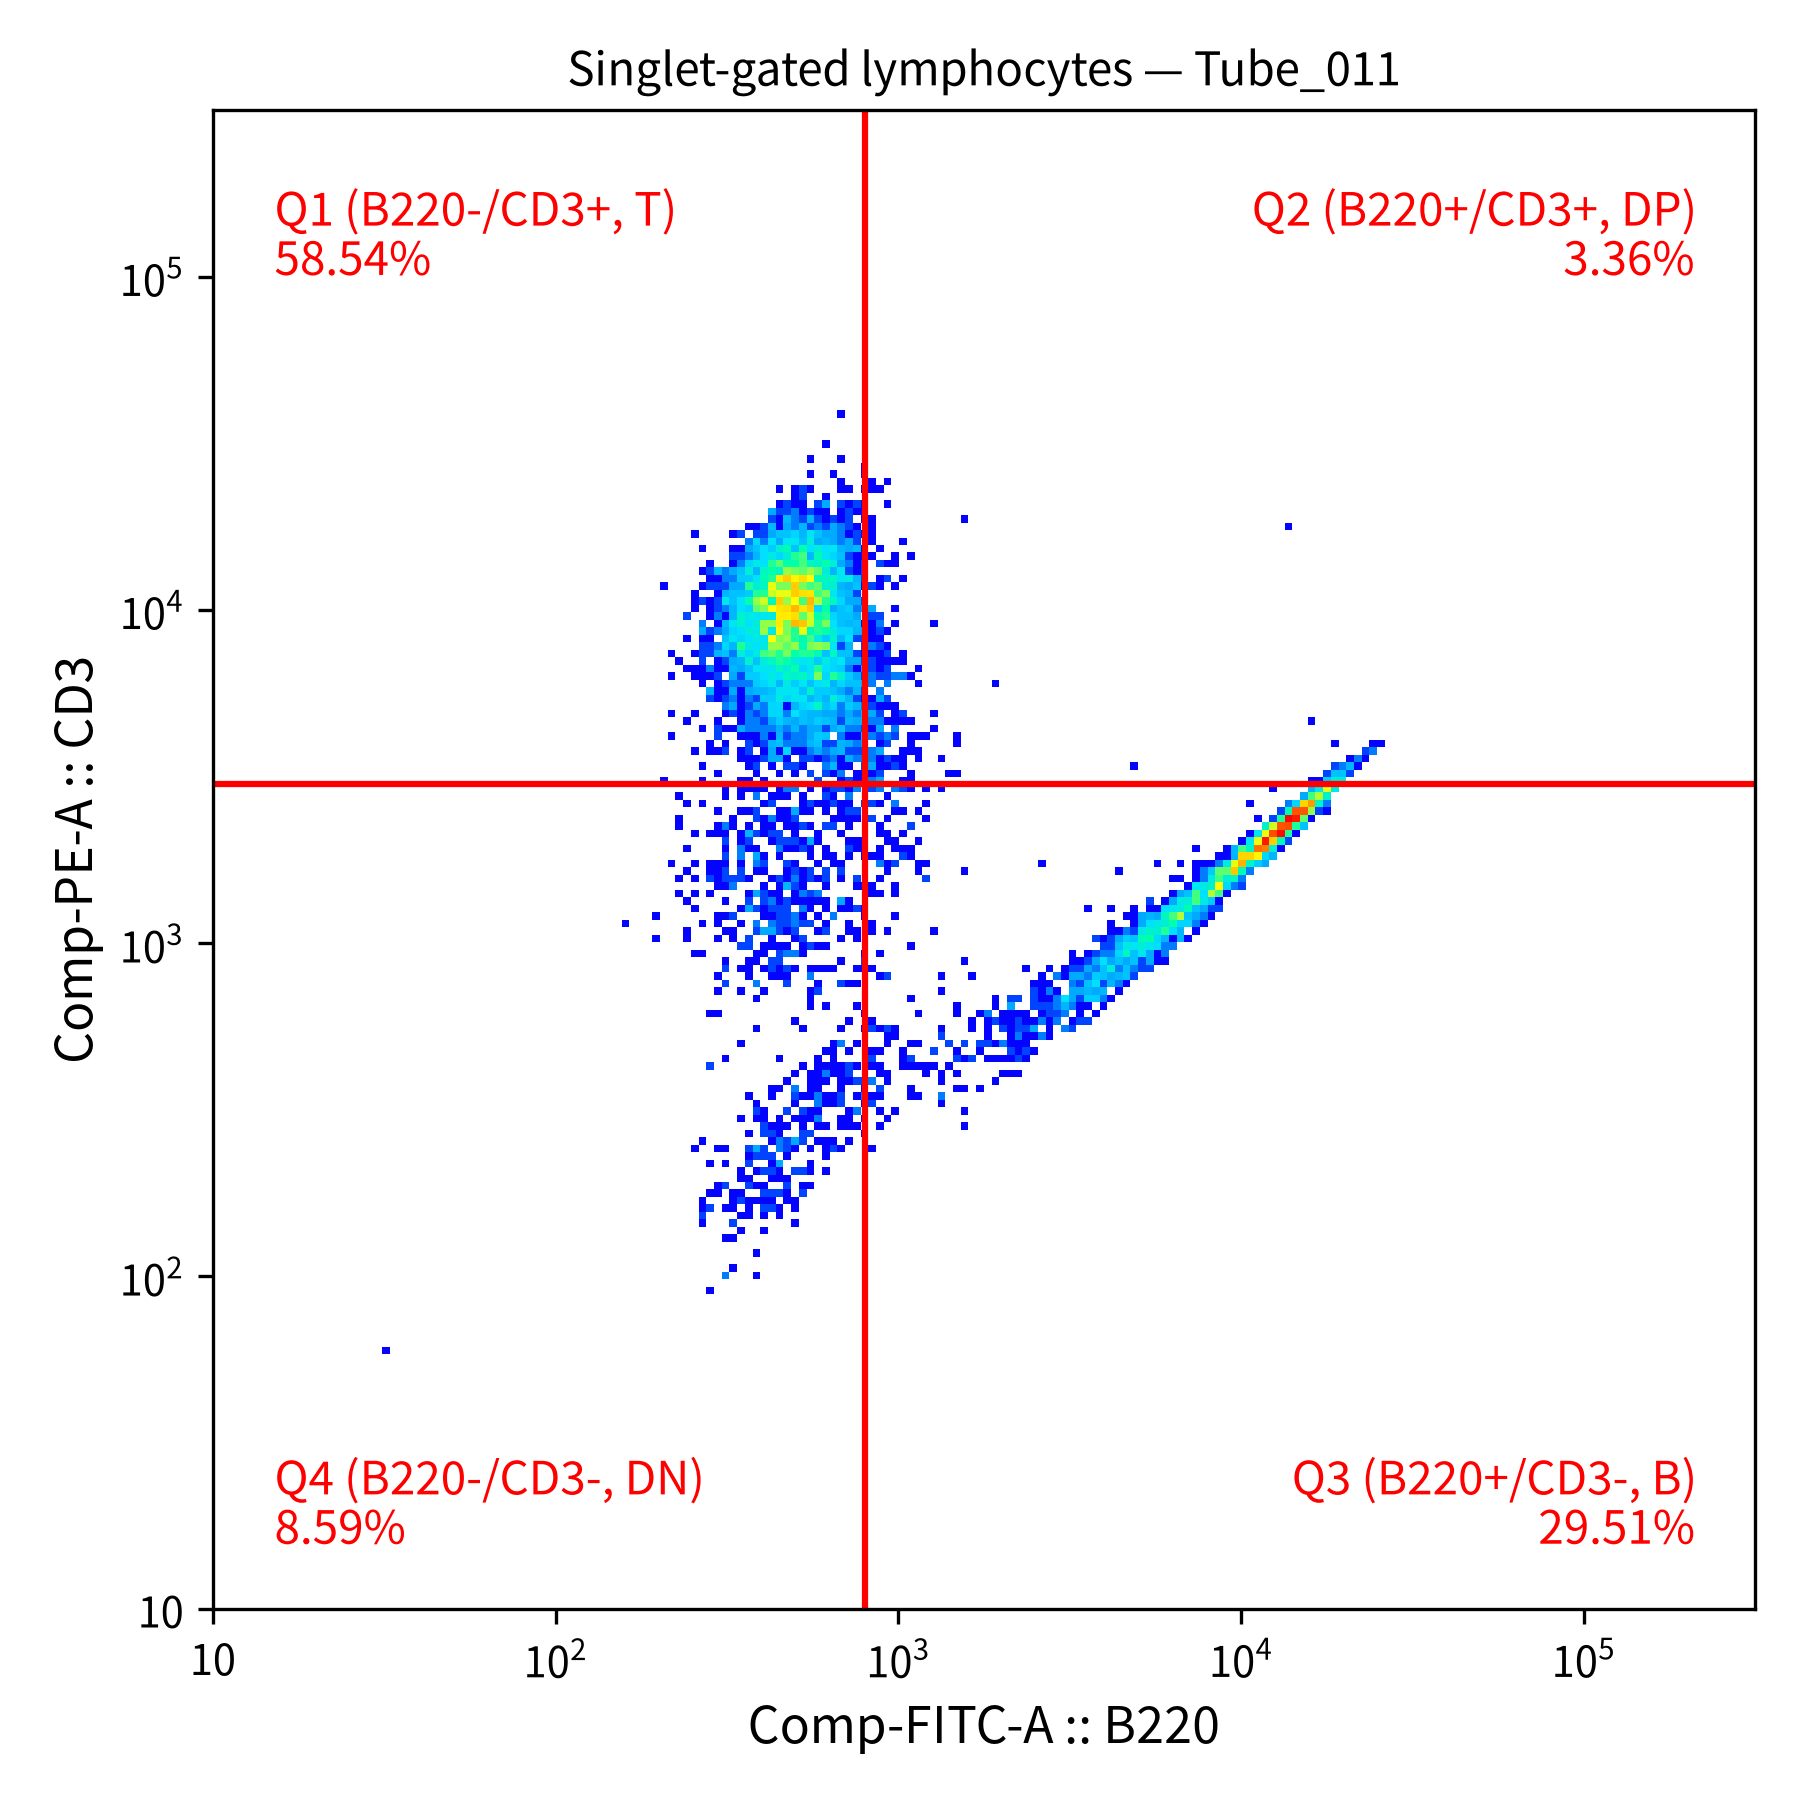 Singlet-gated lymphocytes — Tube_011
Q1 (B220-/CD3+, T)
58.54%
Q2 (B220+/CD3+, DP)
3.36%
Comp-PE-A :: CD3
10⁵
10⁴
10³
10²
10
Q4 (B220-/CD3-, DN)
8.59%
Q3 (B220+/CD3-, B)
29.51%
10 10² 10³ 10⁴ 10⁵
Comp-FITC-A :: B220